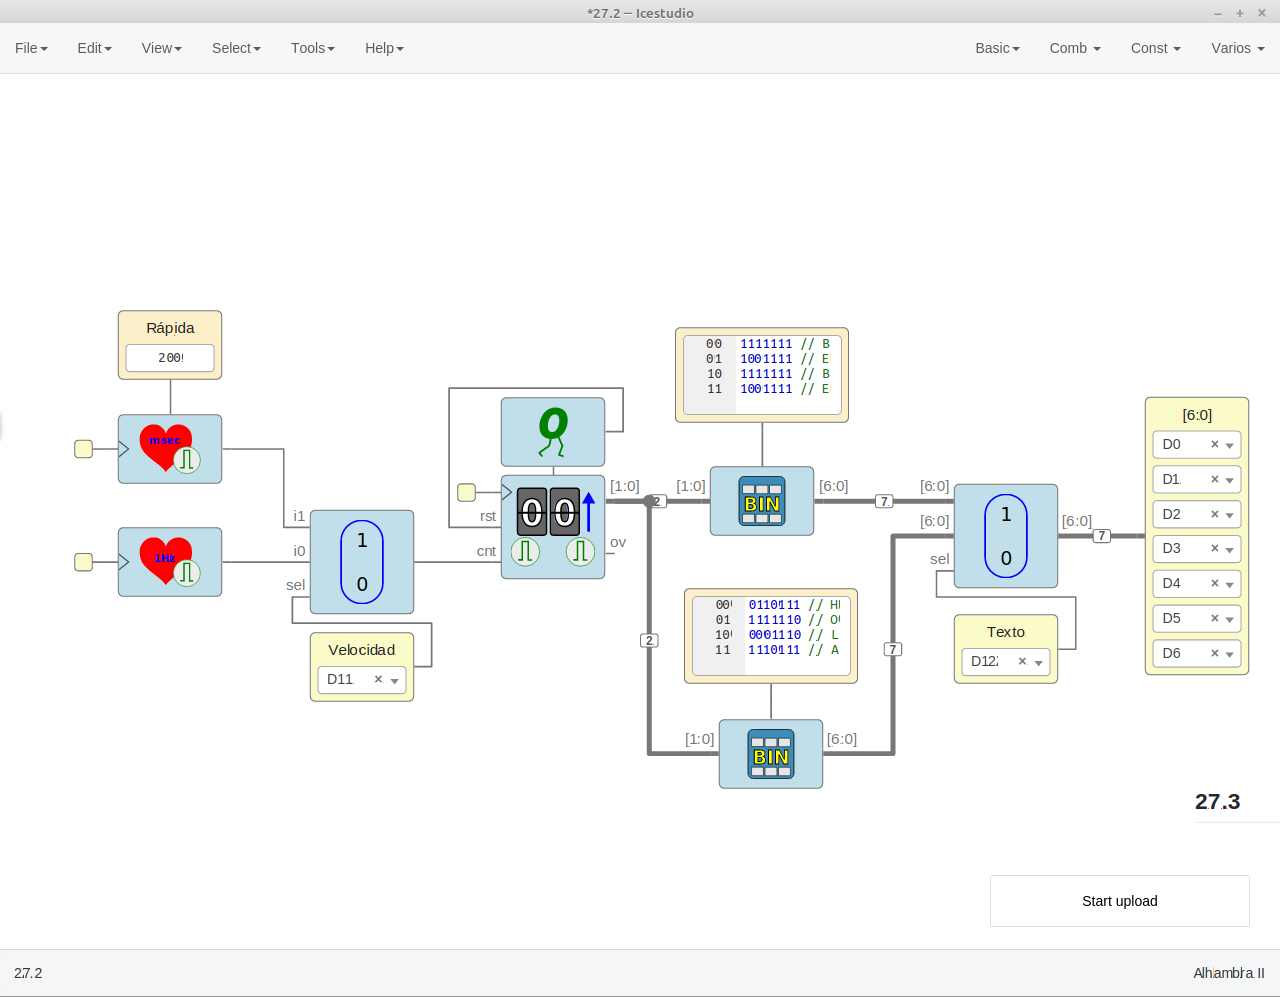 *27.2 – Icestudio
File Edit View Select Tools Help Basic Comb Const Varios
Rápida
200
msec
1Hz
i1
i0
sel
1
0
Velocidad
D11
Q
[1:0]
rst
cnt
ov
00
2
00 1111111 // B
01 1001111 // E
10 1111111 // B
11 1001111 // E
[1:0]
BIN
[6:0]
7
2
00 0110111 // H
01 1111110 // O
10 0001110 // L
11 1110111 // A
[1:0]
BIN
[6:0]
7
[6:0]
[6:0]
sel
1
0
[6:0]
7
Texto
D12
[6:0]
D0
D1
D2
D3
D4
D5
D6
27.3
Start upload
27.2
Alhambra II